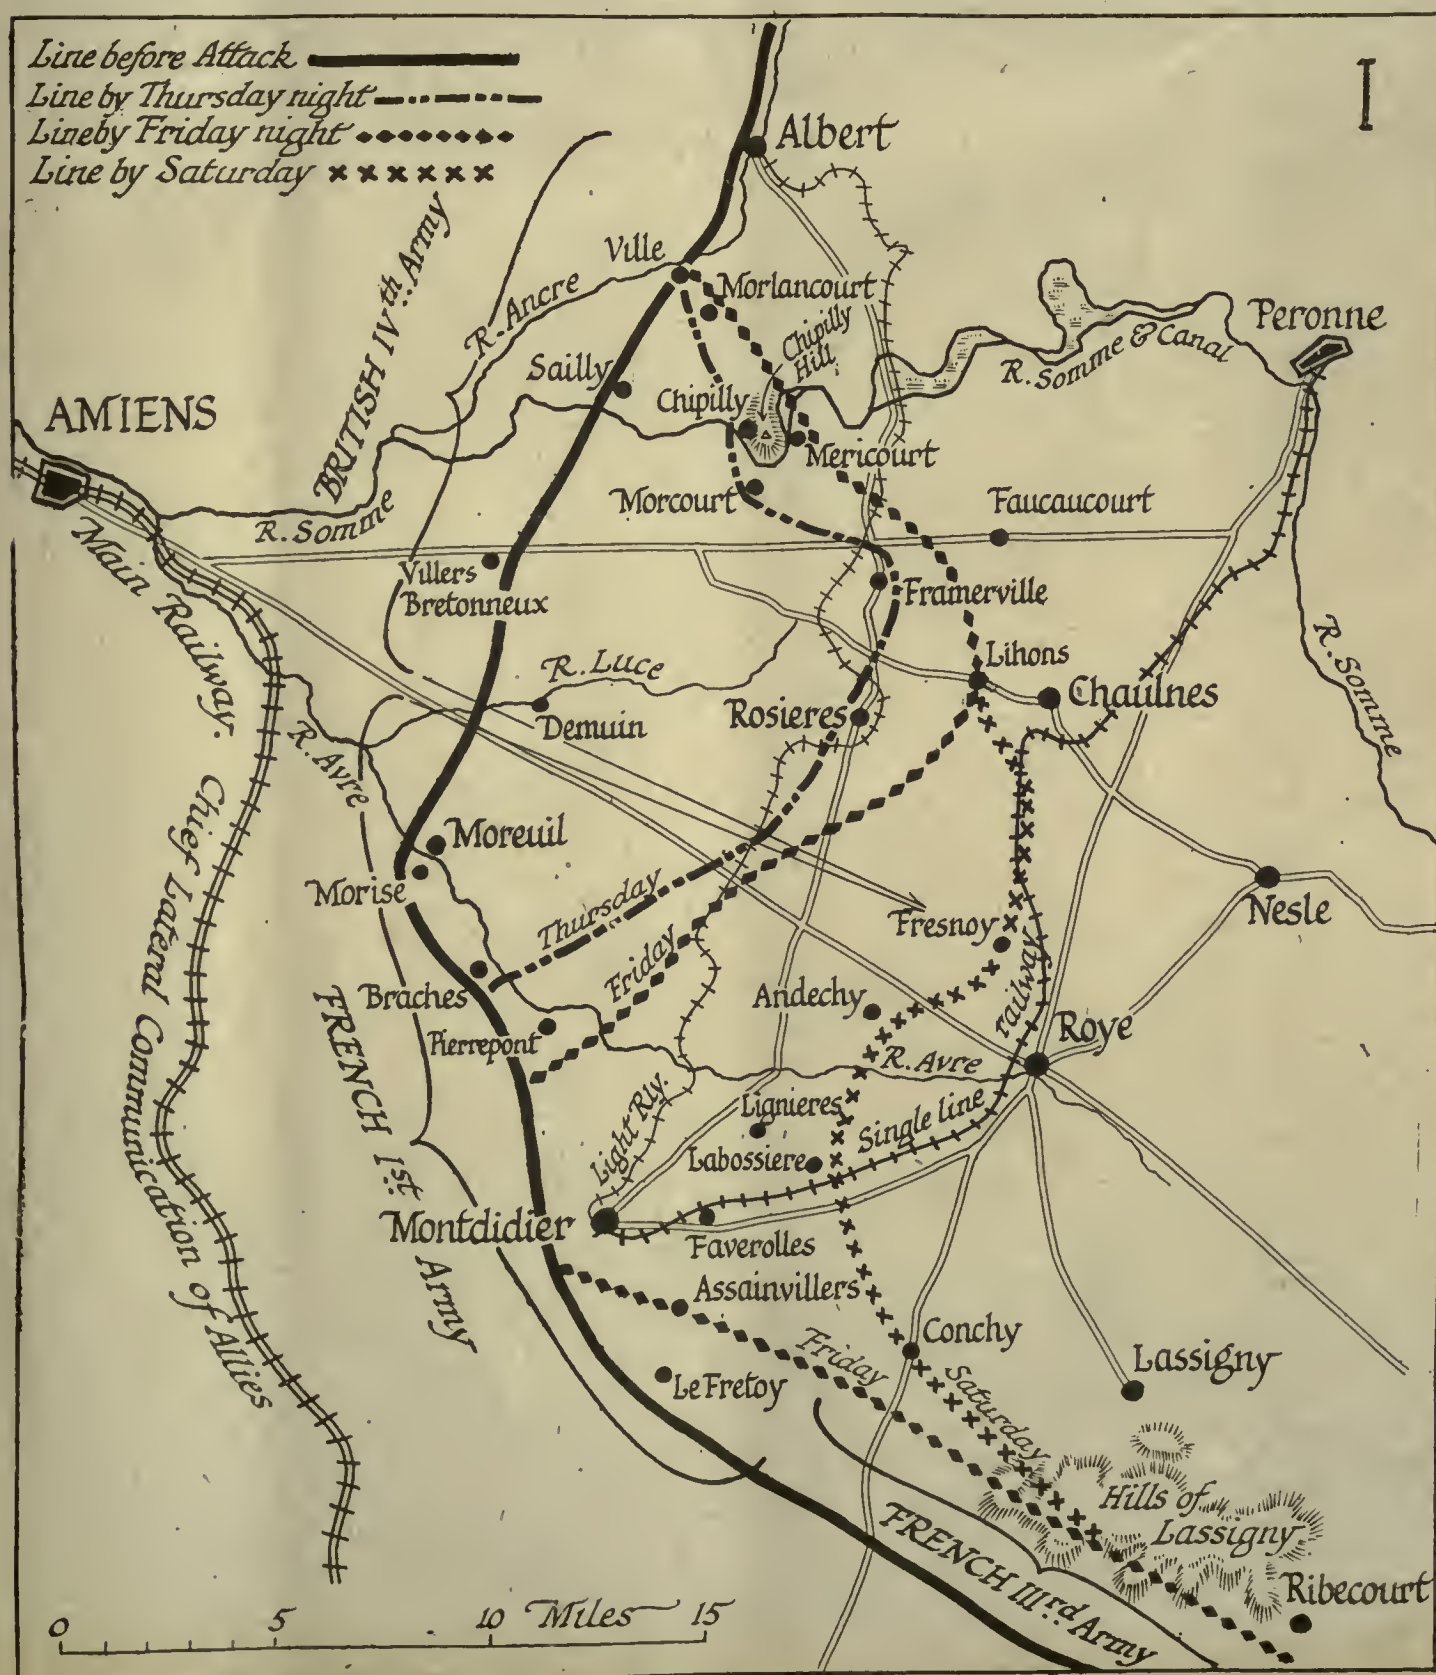 Line before Attack
Line by Thursday night
Line by Friday night
Line by Saturday
I
Albert
BRITISH IVth. Army
Ville
R. Ancre
Morlancourt
Chipilly
Hill
Peronne
R. Somme & Canal
Sailly
Chipilly
AMIENS
Mericourt
Morcourt
Faucaucourt
R. Somme
Main Railway.
Villers
Bretonneux
Framerville
R. Somme
R. Luce
Lihons
Chaulnes
Demuin
Rosieres
R. Avre
Chief Lateral Communication of Allies
Moreuil
Morise
Thursday
Fresnoy
Nesle
Friday
Braches
Andechy
Nbwn
railway
Pierrepont
Roye
FRENCH 1st. Army
R. Avre
Light Rly.
Lignieres
Single line
Labossiere
Montdidier
Faverolles
Assainvillers
Conchy
Friday
Saturday
Lassigny
Le Fretoy
Hills of
Lassigny
FRENCH IIIrd. Army
Ribecourt
0 5 10 Miles 15